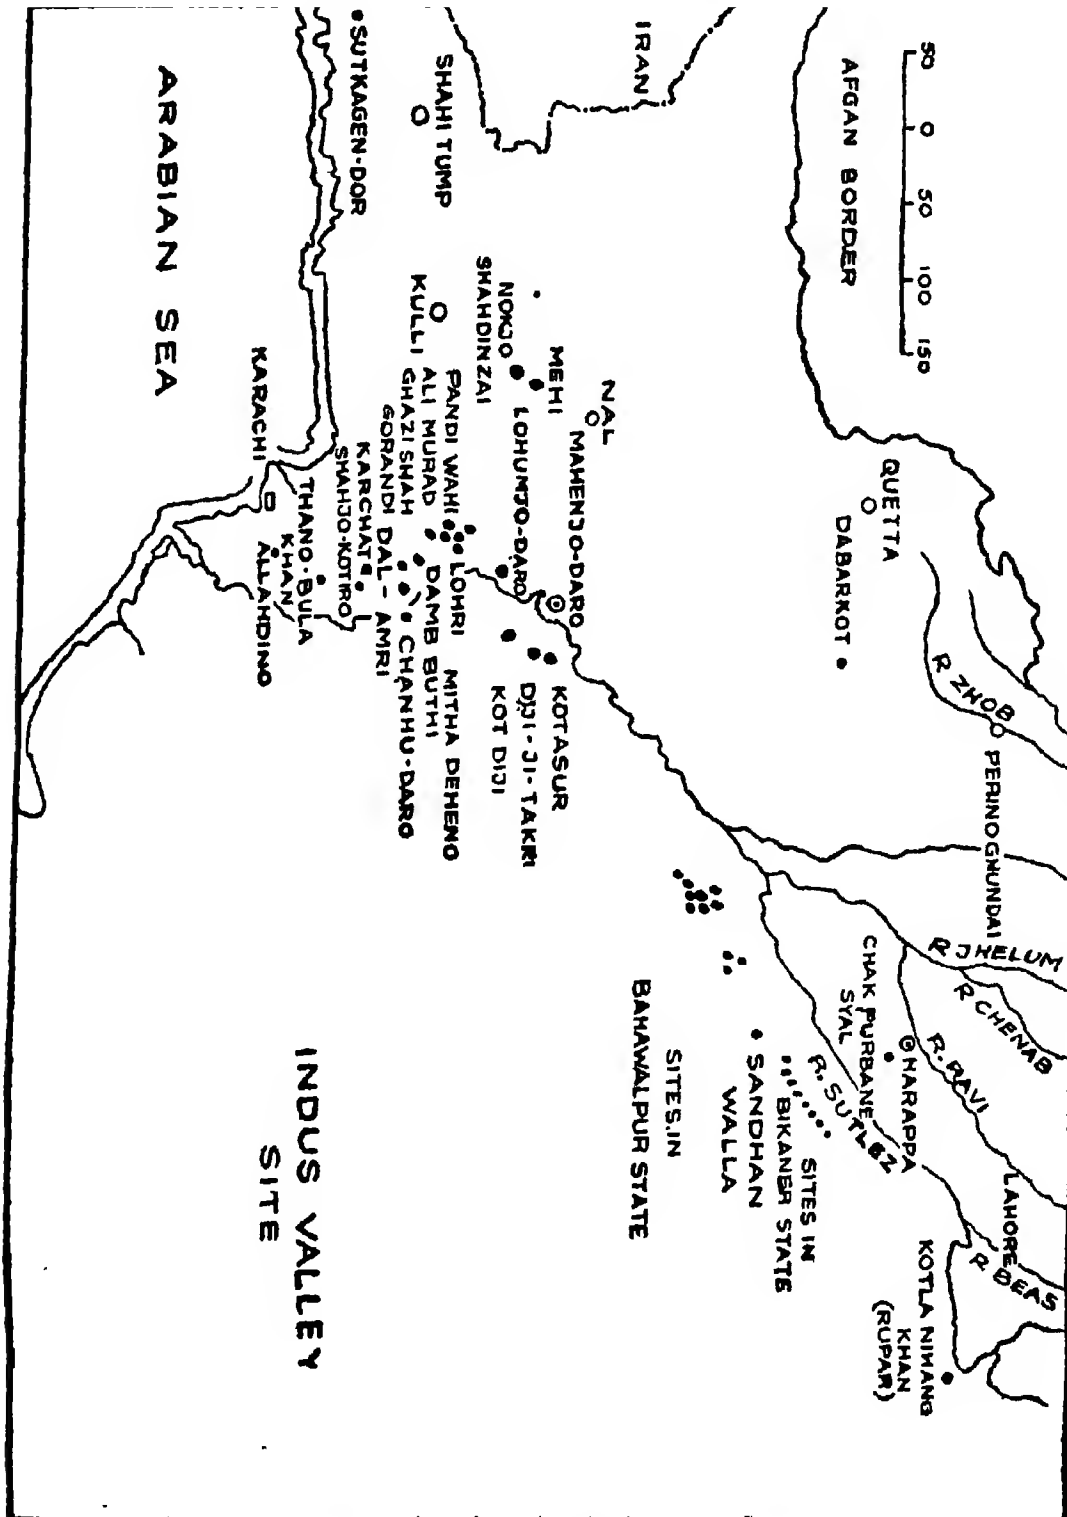 50 0 50 100 150
AFGAN BORDER
IRAN
QUETTA
DABARKOT
R ZHOB
PERINOGHUNDAI
R JHELUM
R CHENAB
R. RAVI
LAHORE
R BEAS
KOTLA NIHANG
KHAN
(RUPAR)
CHAK PURBANE
SYAL
HARAPPA
R. SUTLEZ
SITES IN
BIKANER STATE
SANDHAN
WALLA
SITES.IN
BAHAWALPUR STATE
NAL
MEHI
MAHENJO-DARO
NOKJO
SHAHDINZAI
LOHUMJO-DARO
KOTASUR
DIJI-JI-TAKRI
KOT DIJI
SHAHI TUMP
SUTKAGEN-DOR
KULLI
PANDI WAHI
ALI MURAD
GHAZI SHAH
GORANDI
KARCHAT
SHAHJO-KOTIRO
LOHRI
MITHA DEHENO
DAMB BUTHI
CHANHU-DARO
DAL-AMRI
THANO-BULA
KHAN
ALLAHDINO
KARACHI
ARABIAN SEA
INDUS VALLEY
SITE